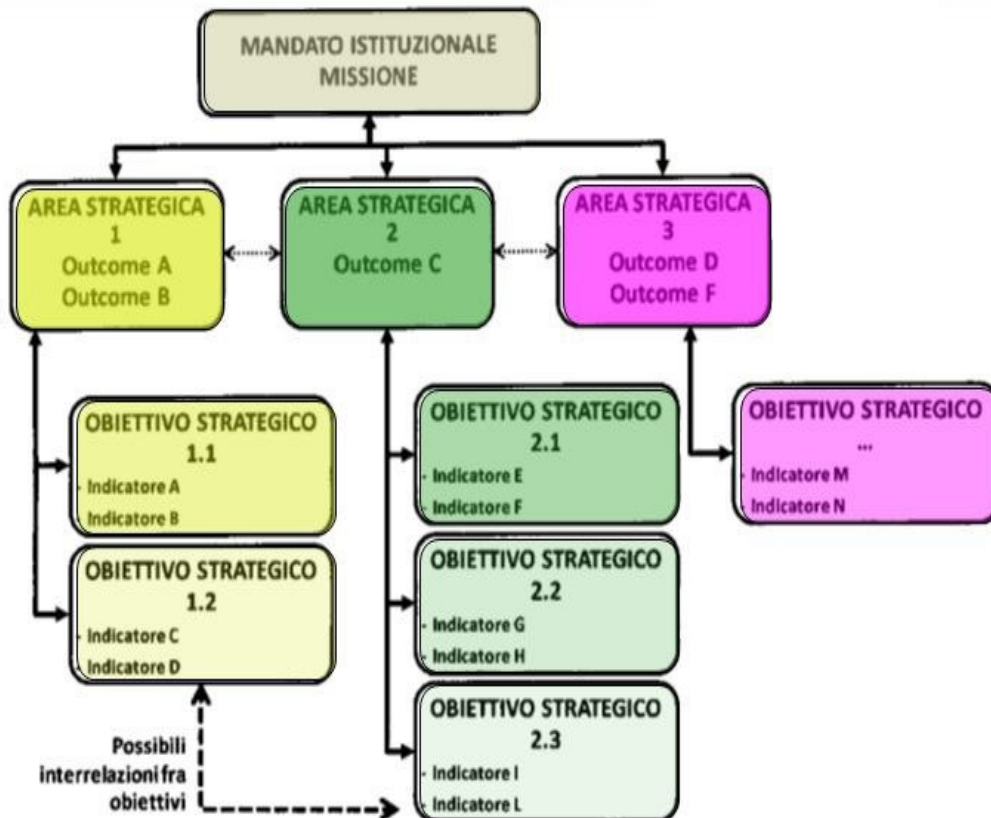 MANDATO ISTITUZIONALE
MISSIONE
AREA STRATEGICA
1
Outcome A
Outcome B
AREA STRATEGICA
2
Outcome C
AREA STRATEGICA
3
Outcome D
Outcome F
OBIETTIVO STRATEGICO
1.1
- Indicatore A
- Indicatore B
OBIETTIVO STRATEGICO
1.2
- Indicatore C
- Indicatore D
OBIETTIVO STRATEGICO
2.1
- Indicatore E
- Indicatore F
OBIETTIVO STRATEGICO
2.2
- Indicatore G
- Indicatore H
OBIETTIVO STRATEGICO
2.3
- Indicatore I
- Indicatore L
OBIETTIVO STRATEGICO
...
- Indicatore M
- Indicatore N
Possibili
interrelazioni fra
obiettivi